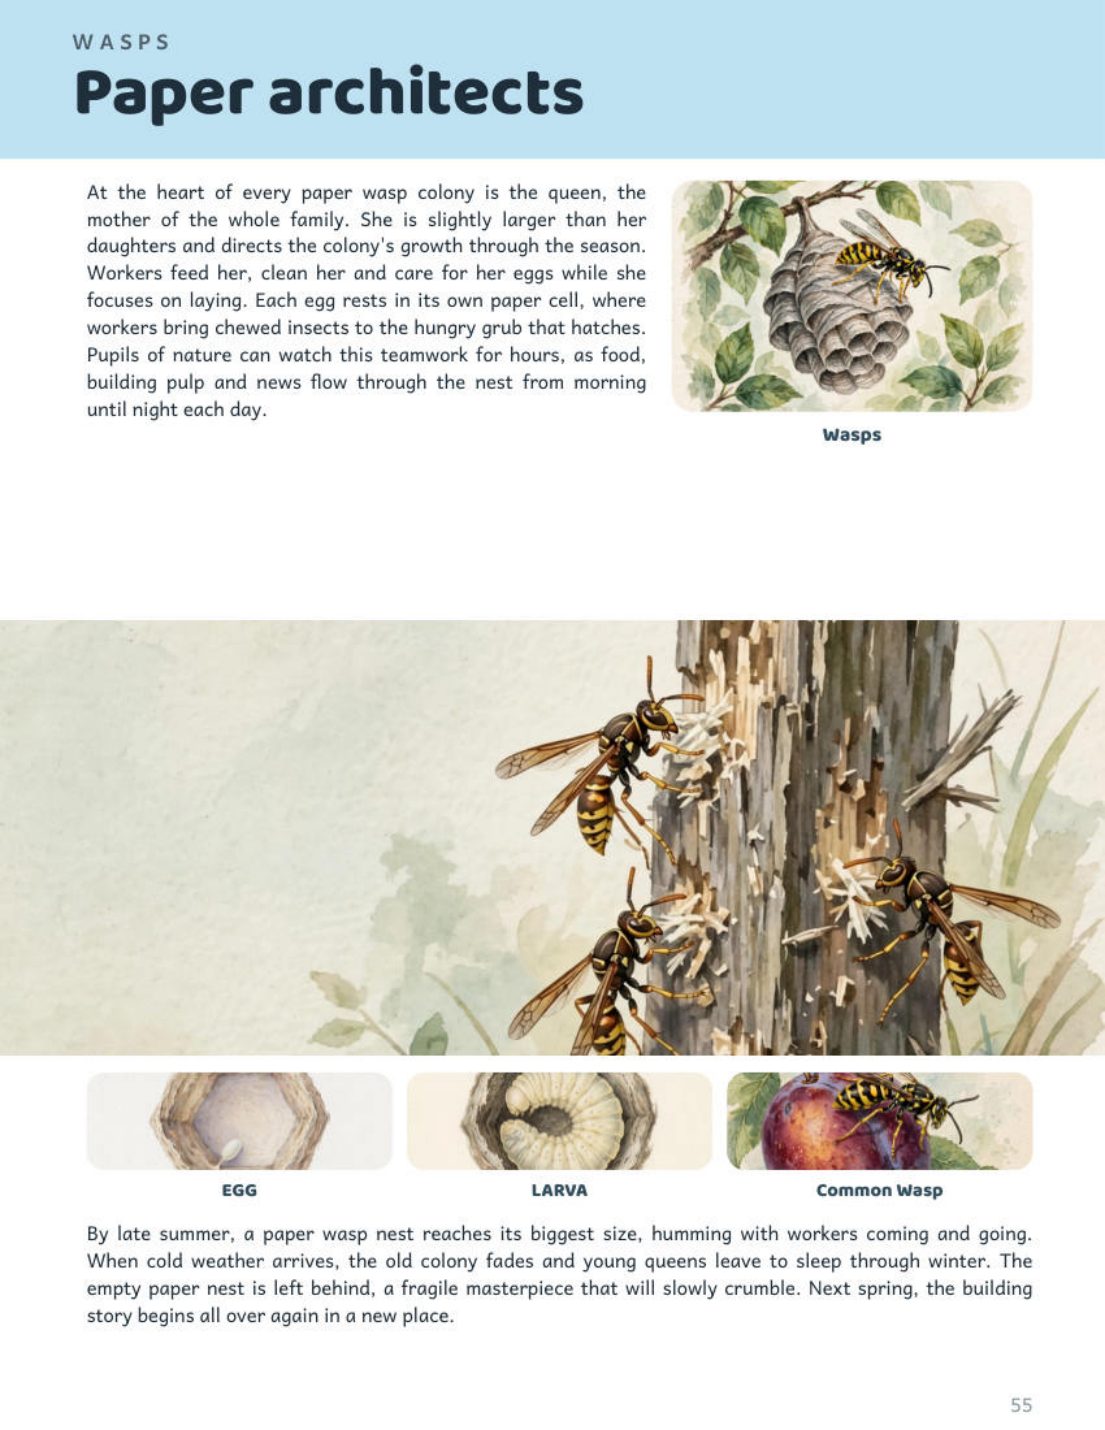 WASPS
Paper architects
At the heart of every paper wasp colony is the queen, the
mother of the whole family. She is slightly larger than her
daughters and directs the colony's growth through the season.
Workers feed her, clean her and care for her eggs while she
focuses on laying. Each egg rests in its own paper cell, where
workers bring chewed insects to the hungry grub that hatches.
Pupils of nature can watch this teamwork for hours, as food,
building pulp and news flow through the nest from morning
until night each day.
Wasps
EGG
LARVA
Common Wasp
By late summer, a paper wasp nest reaches its biggest size, humming with workers coming and going.
When cold weather arrives, the old colony fades and young queens leave to sleep through winter. The
empty paper nest is left behind, a fragile masterpiece that will slowly crumble. Next spring, the building
story begins all over again in a new place.
55